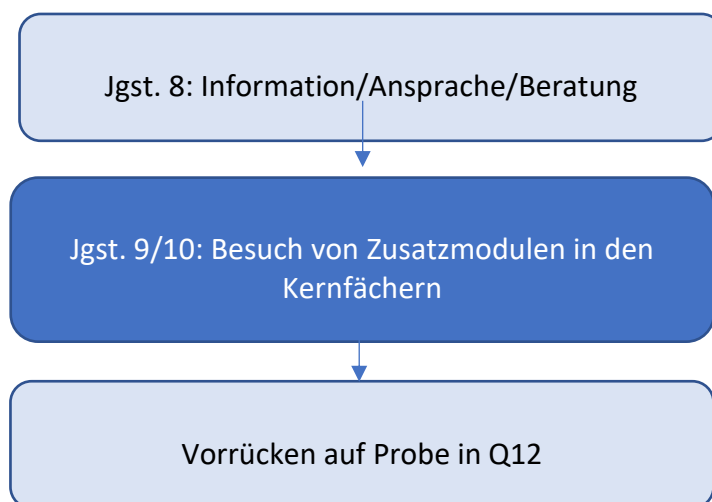 Jgst. 8: Information/Ansprache/Beratung
Jgst. 9/10: Besuch von Zusatzmodulen in den
Kernfächern
Vorrücken auf Probe in Q12